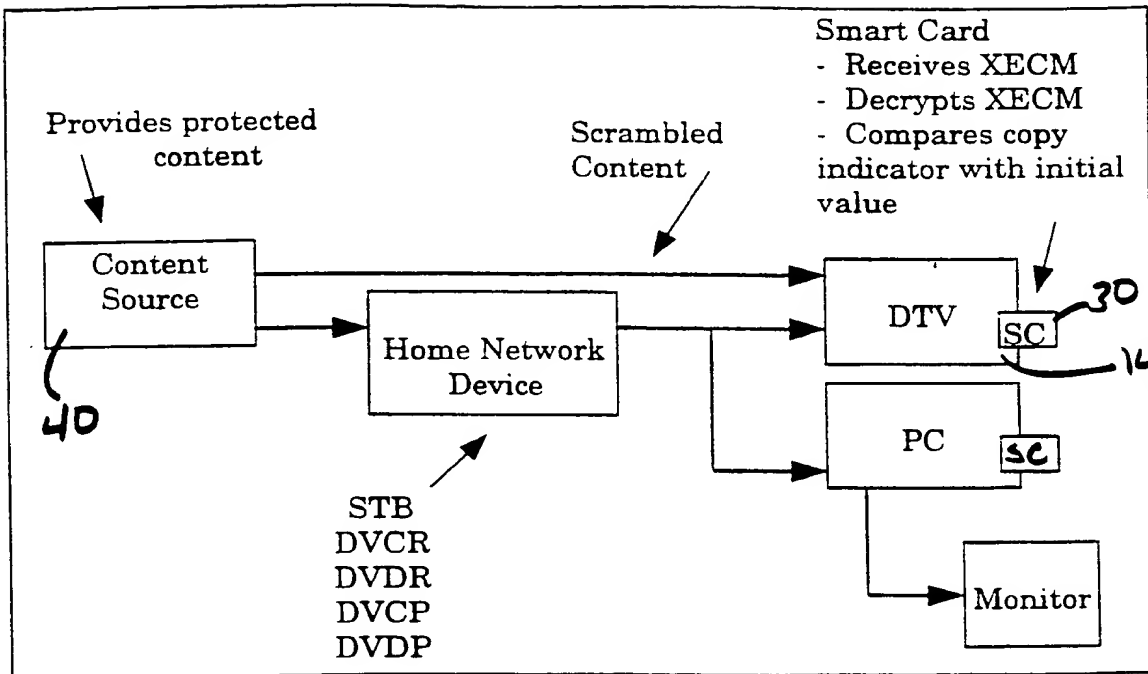 Smart Card
- Receives XECM
- Decrypts XECM
- Compares copy
indicator with initial
value
Provides protected
content
Scrambled
Content
Content
Source
40
Home Network
Device
DTV
SC
30
14
PC
SC
STB
DVCR
DVDR
DVCP
DVDP
Monitor